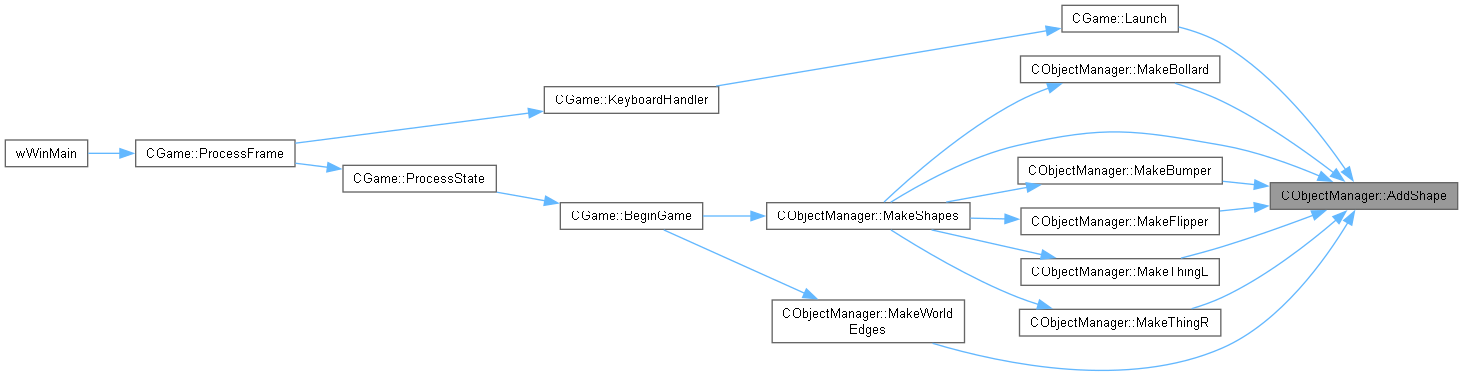 CGame::Launch
CObjectManager::MakeBollard
CGame::KeyboardHandler
wWinMain
CGame::ProcessFrame
CGame::ProcessState
CObjectManager::MakeBumper
CObjectManager::AddShape
CGame::BeginGame
CObjectManager::MakeShapes
CObjectManager::MakeFlipper
CObjectManager::MakeThingL
CObjectManager::MakeWorld
Edges
CObjectManager::MakeThingR